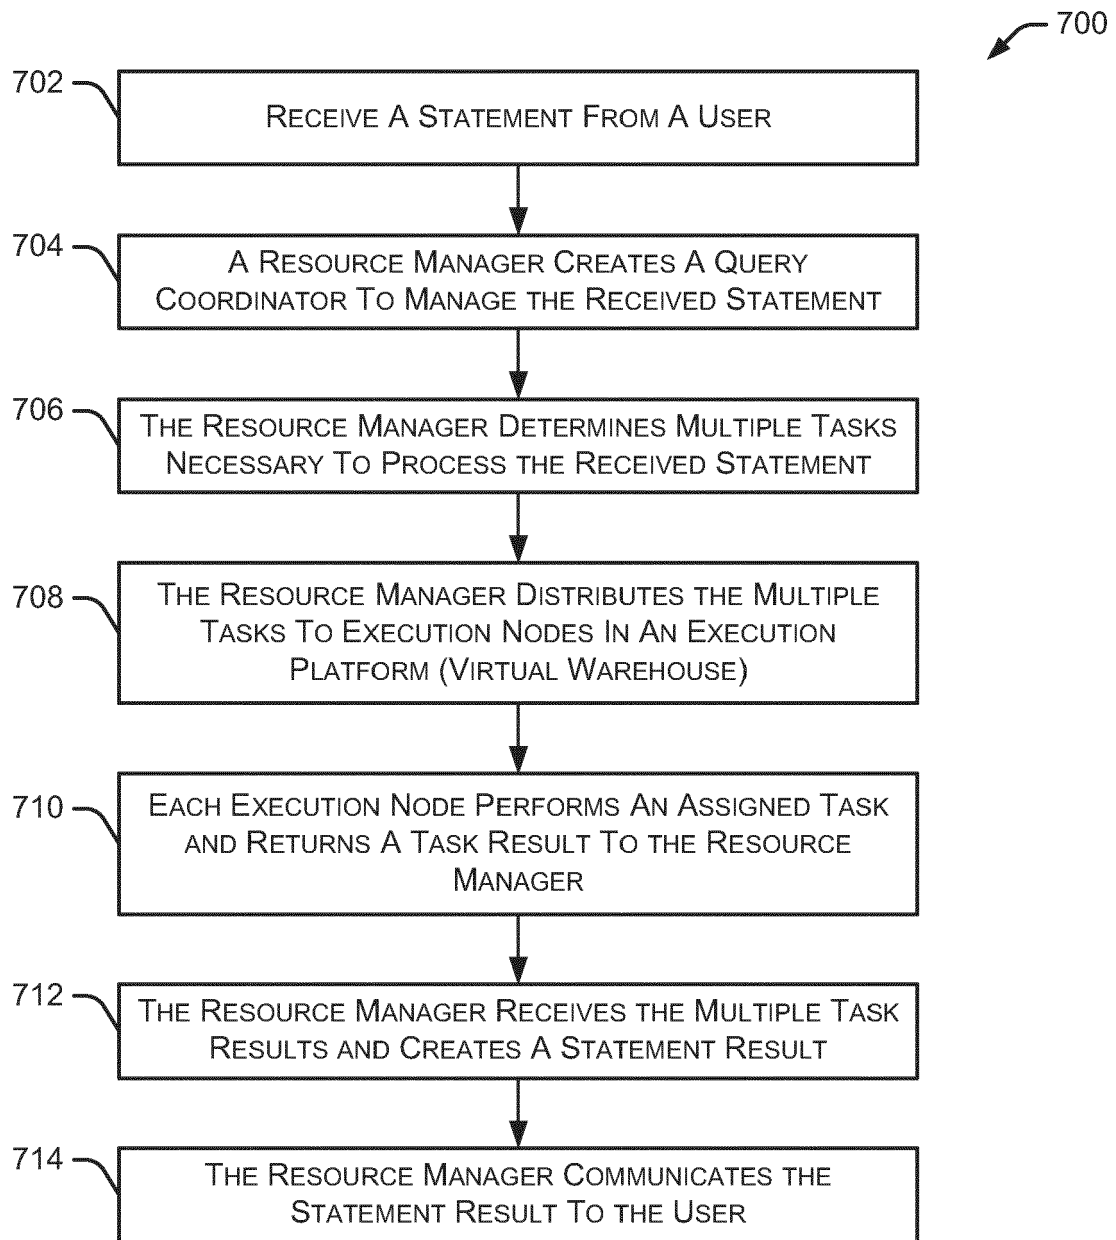 700
702
RECEIVE A STATEMENT FROM A USER
704
A RESOURCE MANAGER CREATES A QUERY
COORDINATOR TO MANAGE THE RECEIVED STATEMENT
706
THE RESOURCE MANAGER DETERMINES MULTIPLE TASKS
NECESSARY TO PROCESS THE RECEIVED STATEMENT
708
THE RESOURCE MANAGER DISTRIBUTES THE MULTIPLE
TASKS TO EXECUTION NODES IN AN EXECUTION
PLATFORM (VIRTUAL WAREHOUSE)
710
EACH EXECUTION NODE PERFORMS AN ASSIGNED TASK
AND RETURNS A TASK RESULT TO THE RESOURCE
MANAGER
712
THE RESOURCE MANAGER RECEIVES THE MULTIPLE TASK
RESULTS AND CREATES A STATEMENT RESULT
714
THE RESOURCE MANAGER COMMUNICATES THE
STATEMENT RESULT TO THE USER